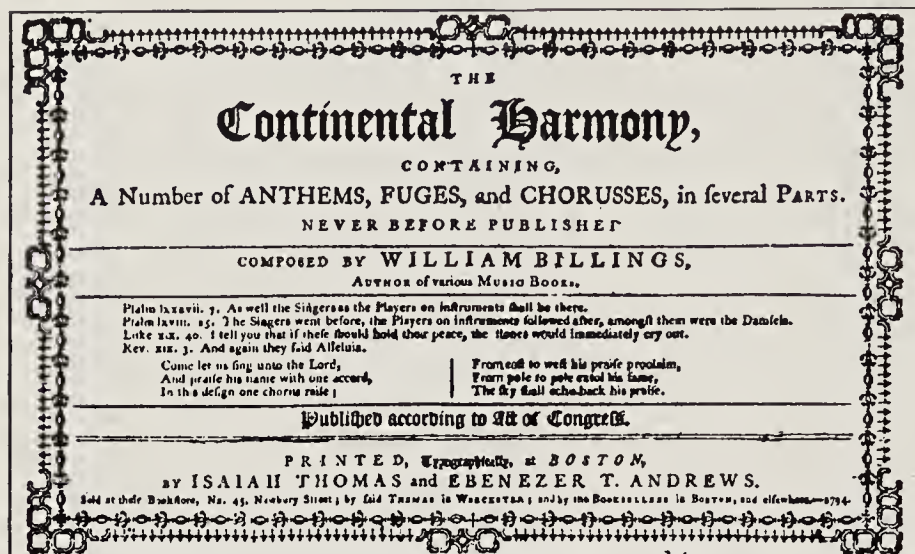 THE
Continental Harmony,
CONTAINING,
A Number of ANTHEMS, FUGES, and CHORUSSES, in ſeveral PARTS.
NEVER BEFORE PUBLISHED
COMPOSED BY WILLIAM BILLINGS,
AUTHOR of various MUSIC BOOKS.
Pſalm lxxxvii. 7. As well the Singers as the Players on inſtruments ſhall be there.
Pſalm lxviii. 25. The Singers went before, the Players on inſtruments followed after, amongſt them were the Damſels.
Luke xix. 40. I tell you that if theſe ſhould hold their peace, the ſtones would immediately cry out.
Rev. xix. 3. And again they ſaid Alleluia.
Come let us ſing unto the Lord,
And praiſe his name with one accord,
In this deſign one chorus raiſe;
From eaſt to weſt his praiſe proclaim,
From pole to pole extol his fame,
The ſky ſhall echo back his praiſe.
Publiſhed according to Act of Congreſs.
PRINTED, Typographically, at BOSTON,
BY ISAIAH THOMAS and EBENEZER T. ANDREWS.
Sold at their Bookſtore, No. 45, Newbury Street; by ſaid THOMAS in WORCESTER; and by the BOOKSELLERS in BOSTON, and elſewhere.—1794.